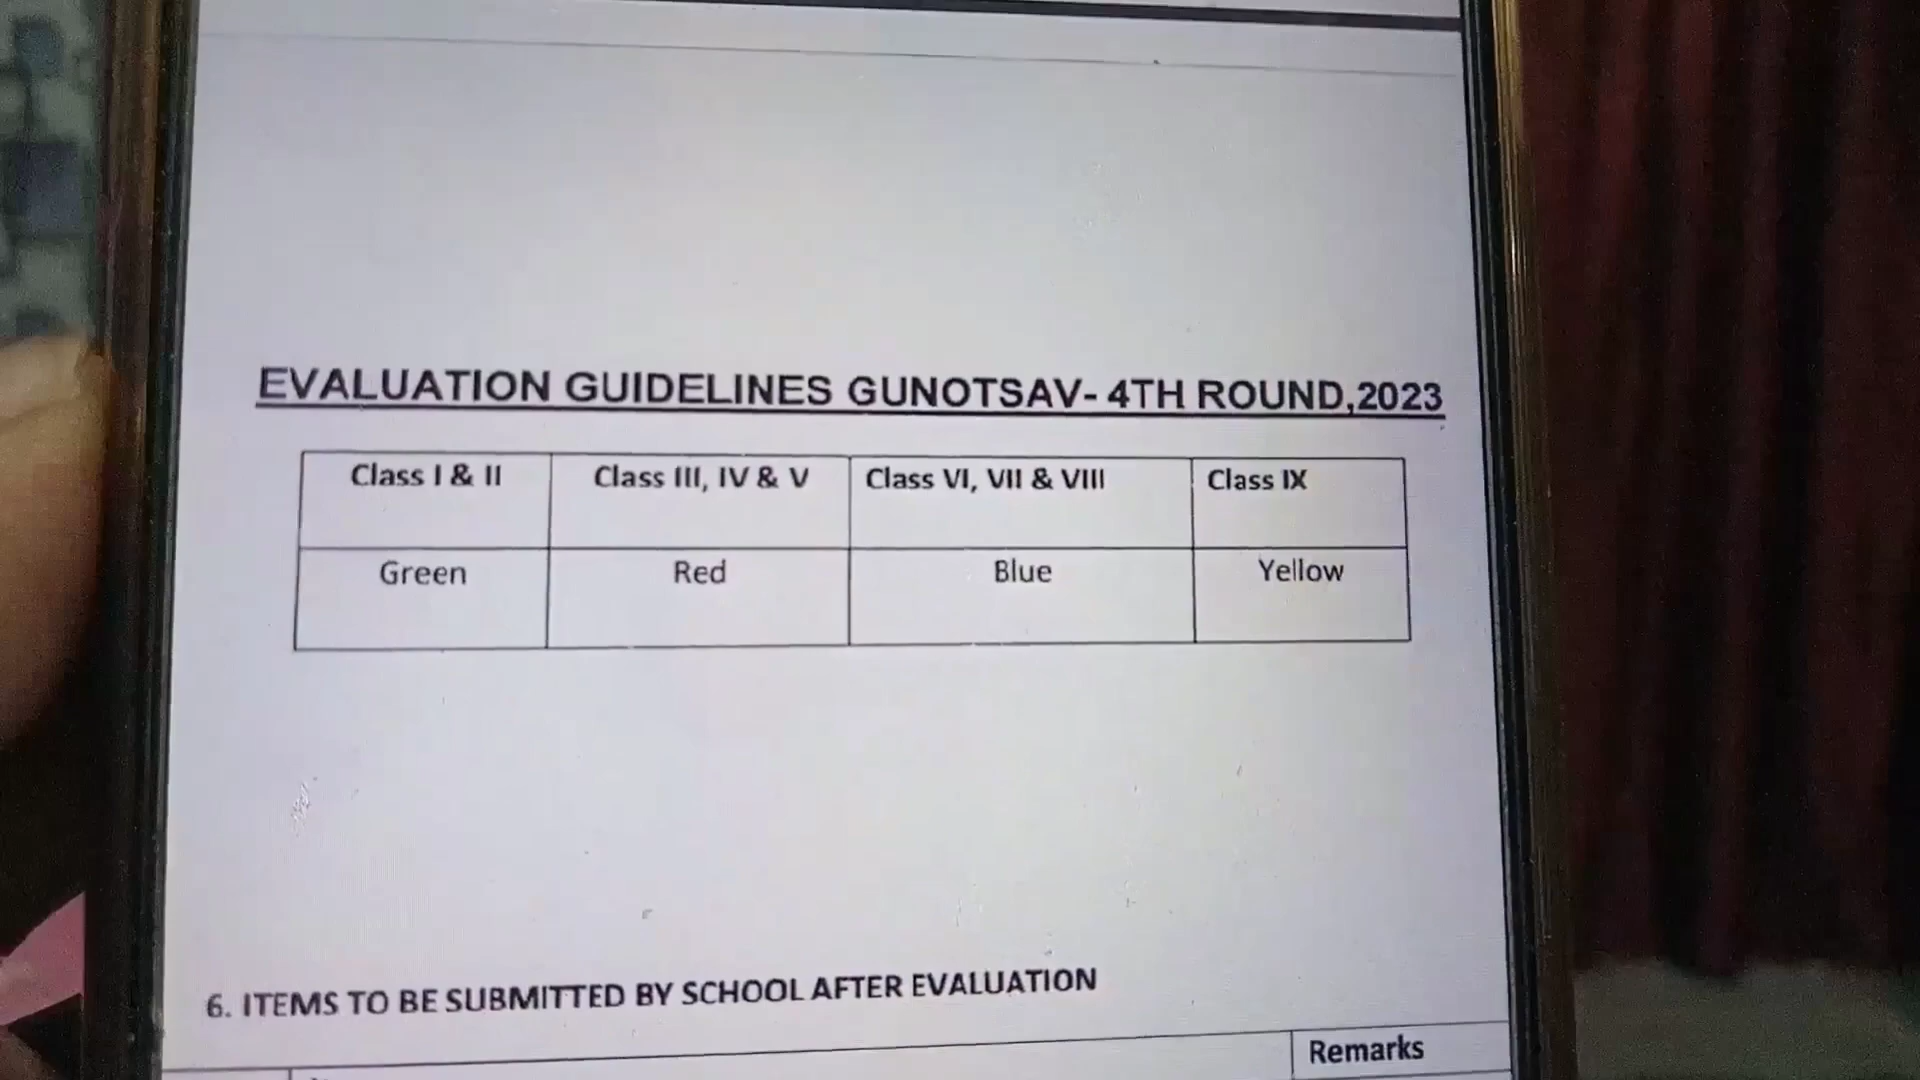 EVALUATION GUIDELINES GUNOTSAV- 4TH ROUND,2023
Class I & II
Class III, IV & V
Class VI, VII & VIII
Class IX
Green
Red
Blue
Yellow
6. ITEMS TO BE SUBMITTED BY SCHOOL AFTER EVALUATION
Remarks